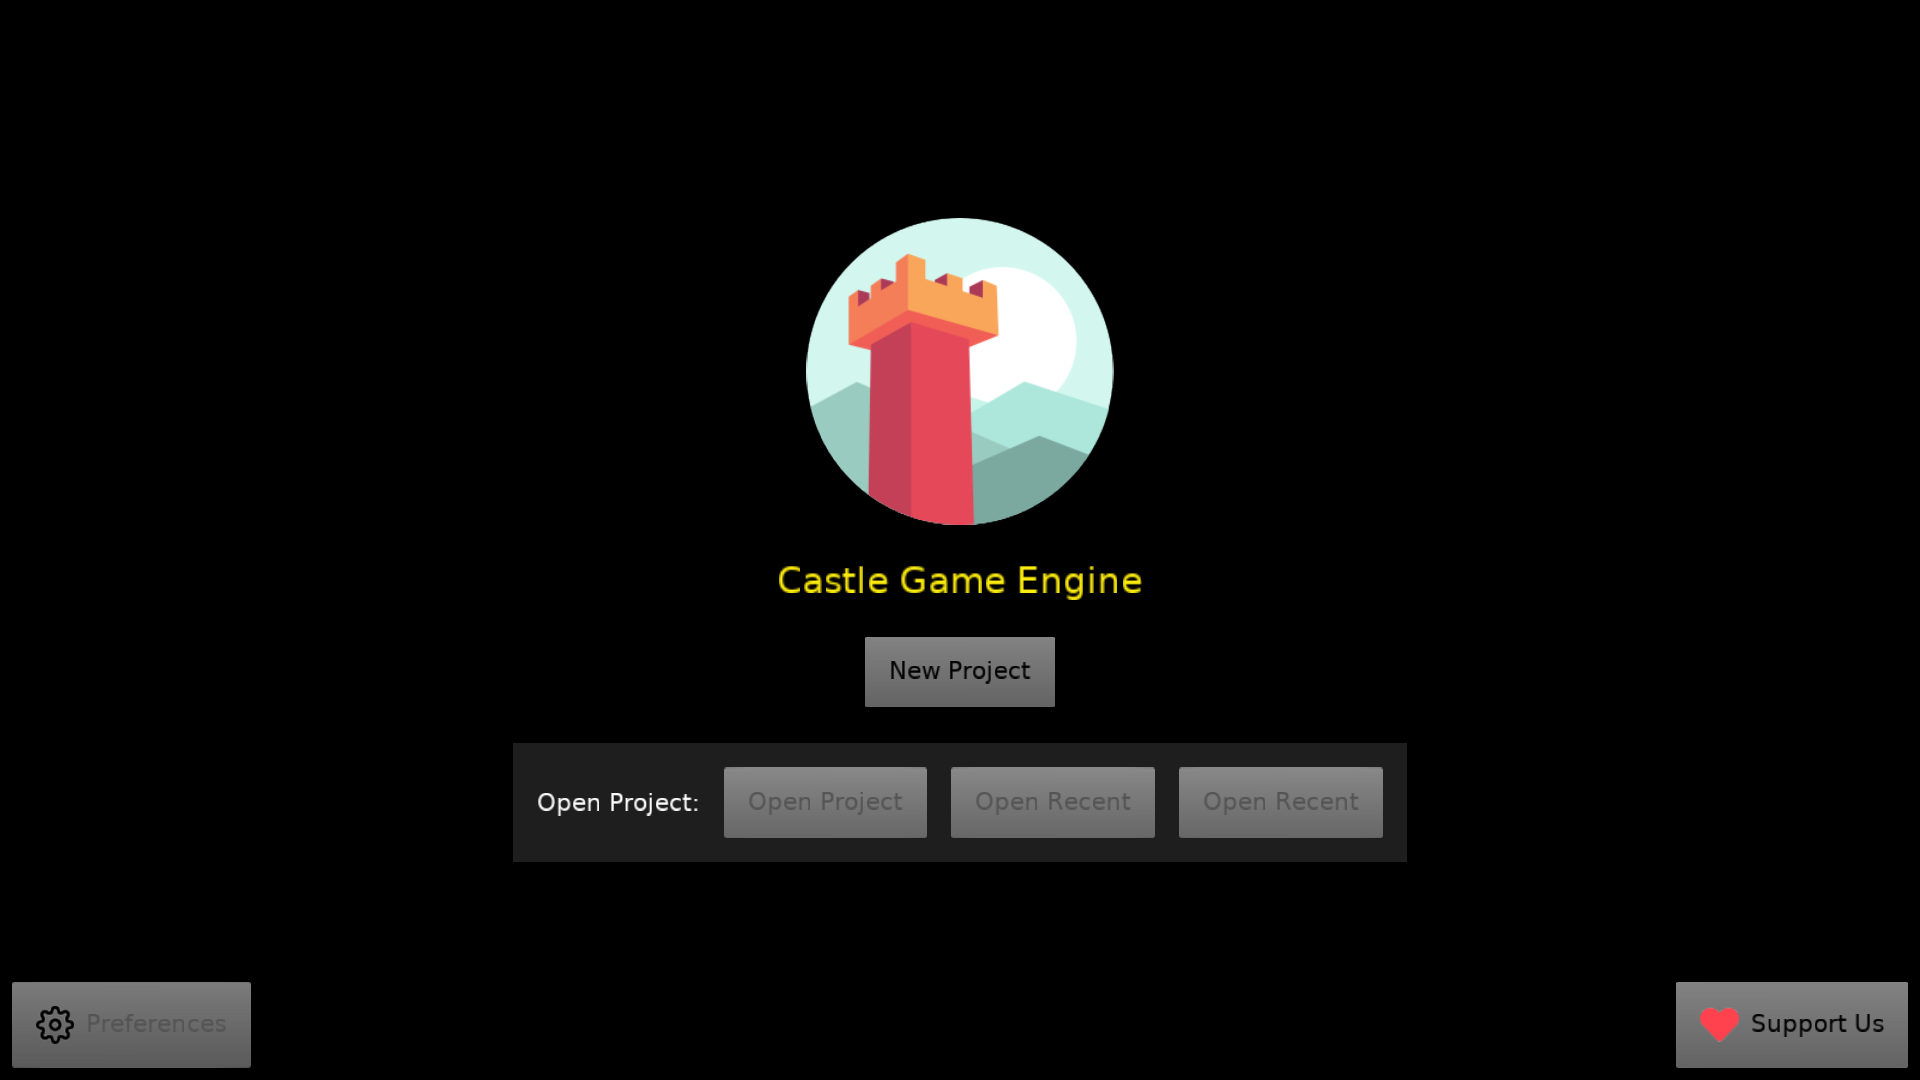 Castle Game Engine
New Project
Open Project: Open Project Open Recent Open Recent
Preferences
Support Us